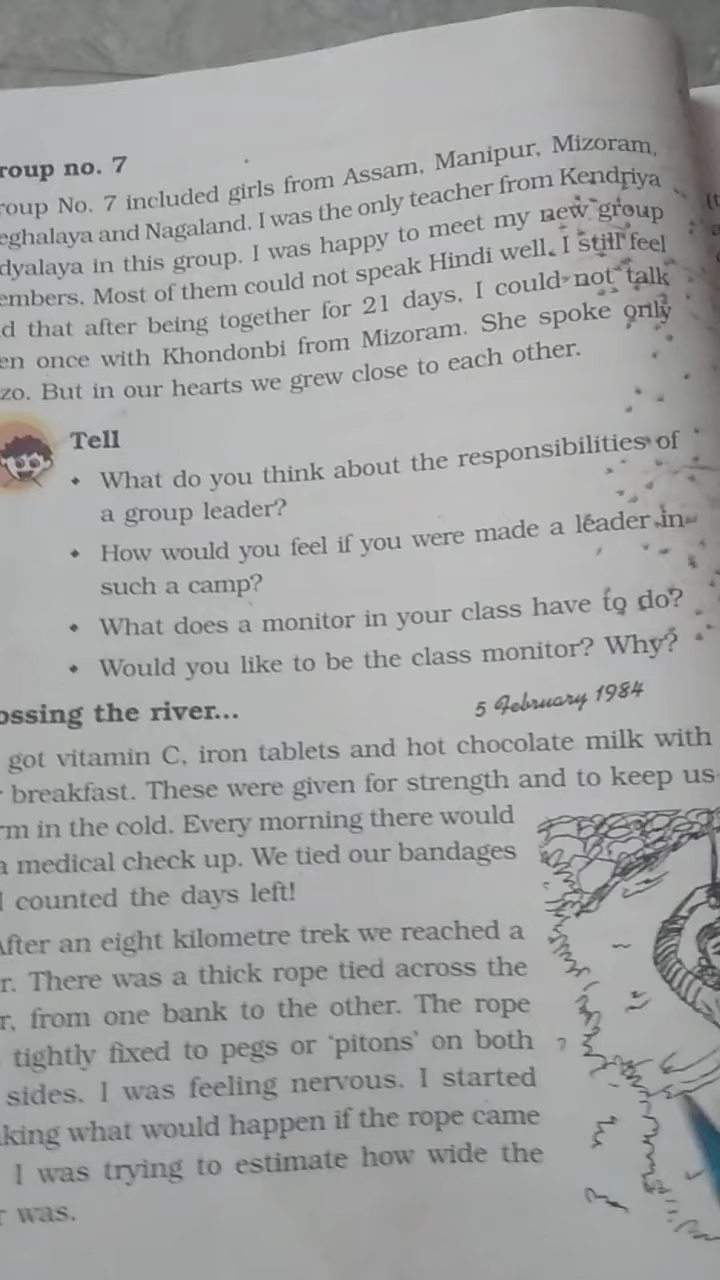 roup no. 7
roup No. 7 included girls from Assam, Manipur, Mizoram,
eghalaya and Nagaland. I was the only teacher from Kendriya
dyalaya in this group. I was happy to meet my new group
embers. Most of them could not speak Hindi well. I still feel
d that after being together for 21 days, I could not talk
en once with Khondonbi from Mizoram. She spoke only
zo. But in our hearts we grew close to each other.
Tell
• What do you think about the responsibilities of
a group leader?
• How would you feel if you were made a leader in
such a camp?
• What does a monitor in your class have to do?
• Would you like to be the class monitor? Why?
ossing the river...
5 February 1984
got vitamin C, iron tablets and hot chocolate milk with
r breakfast. These were given for strength and to keep us
rm in the cold. Every morning there would
a medical check up. We tied our bandages
d counted the days left!
After an eight kilometre trek we reached a
r. There was a thick rope tied across the
r, from one bank to the other. The rope
tightly fixed to pegs or ‘pitons’ on both
sides. I was feeling nervous. I started
king what would happen if the rope came
I was trying to estimate how wide the
r was.